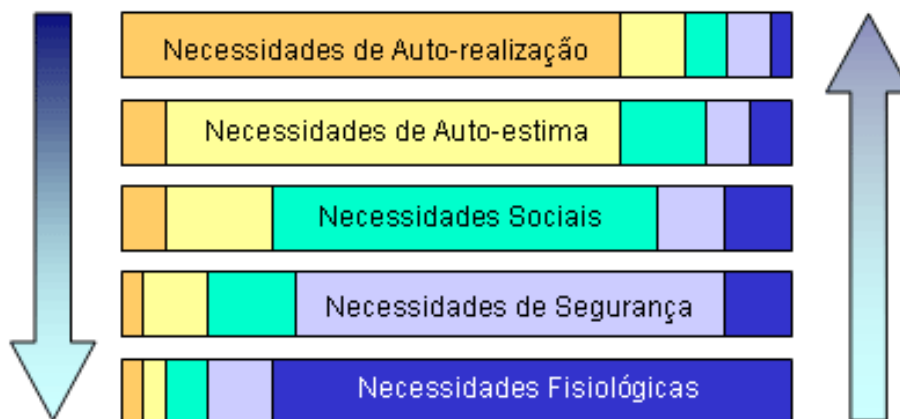 Necessidades de Auto-realização
Necessidades de Auto-estima
Necessidades Sociais
Necessidades de Segurança
Necessidades Fisiológicas